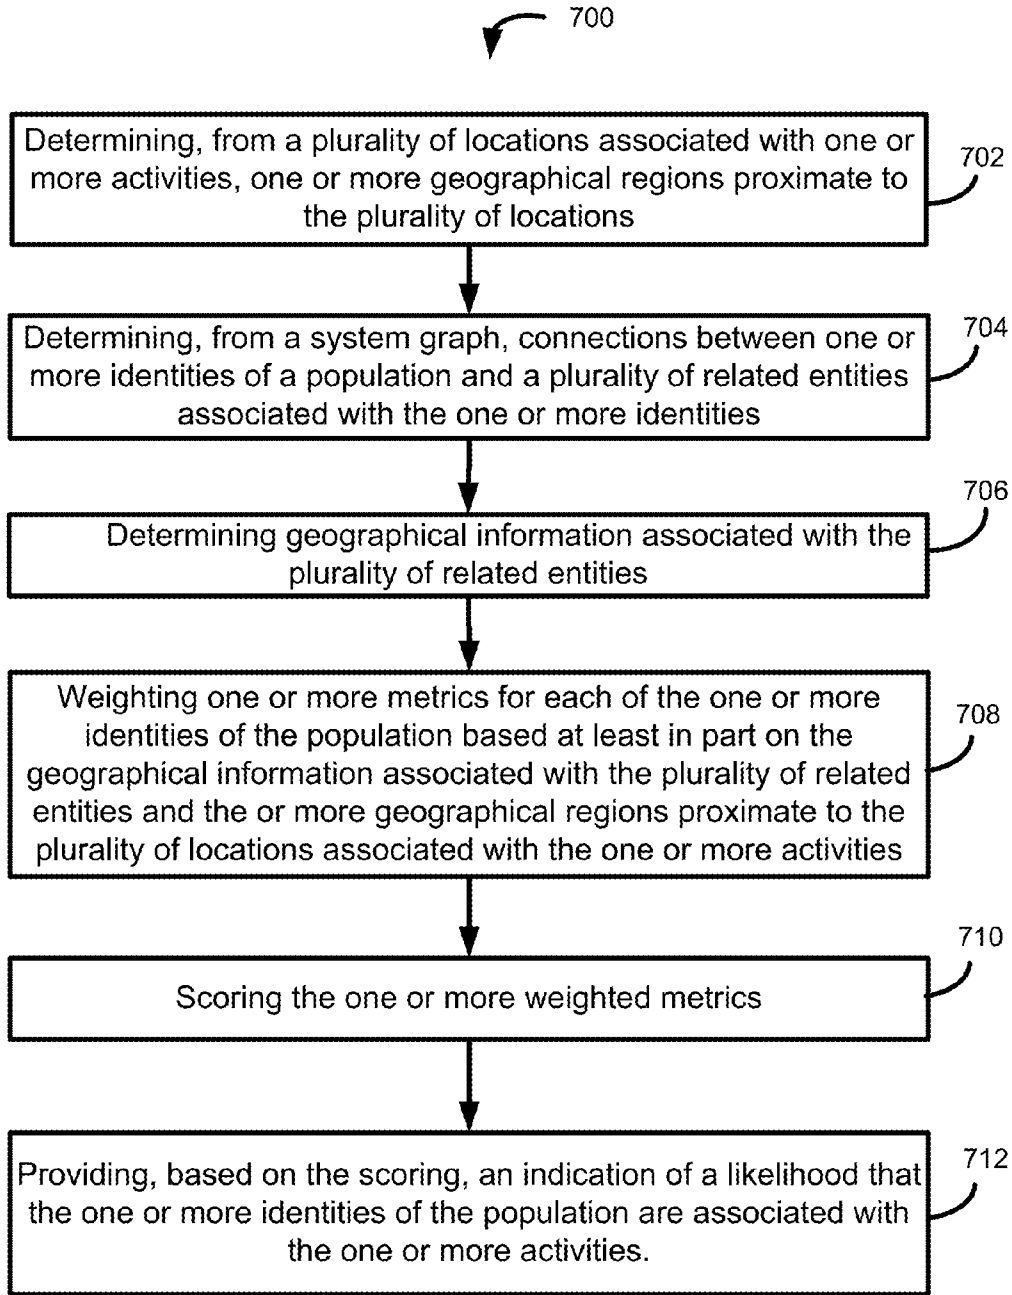 700
Determining, from a plurality of locations associated with one or
more activities, one or more geographical regions proximate to
the plurality of locations
702
Determining, from a system graph, connections between one or
more identities of a population and a plurality of related entities
associated with the one or more identities
704
Determining geographical information associated with the
plurality of related entities
706
Weighting one or more metrics for each of the one or more
identities of the population based at least in part on the
geographical information associated with the plurality of related
entities and the or more geographical regions proximate to the
plurality of locations associated with the one or more activities
708
Scoring the one or more weighted metrics
710
Providing, based on the scoring, an indication of a likelihood that
the one or more identities of the population are associated with
the one or more activities.
712